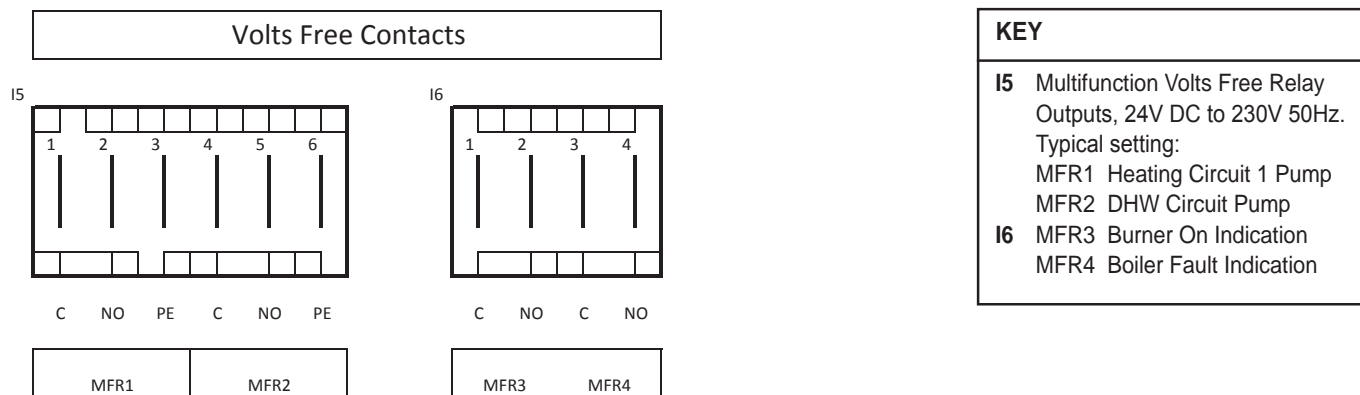 Volts Free Contacts
I5
1 2 3 4 5 6
C NO PE C NO PE
MFR1 MFR2
I6
1 2 3 4
C NO C NO
MFR3 MFR4
KEY
I5 Multifunction Volts Free Relay
Outputs, 24V DC to 230V 50Hz.
Typical setting:
MFR1 Heating Circuit 1 Pump
MFR2 DHW Circuit Pump
I6 MFR3 Burner On Indication
MFR4 Boiler Fault Indication